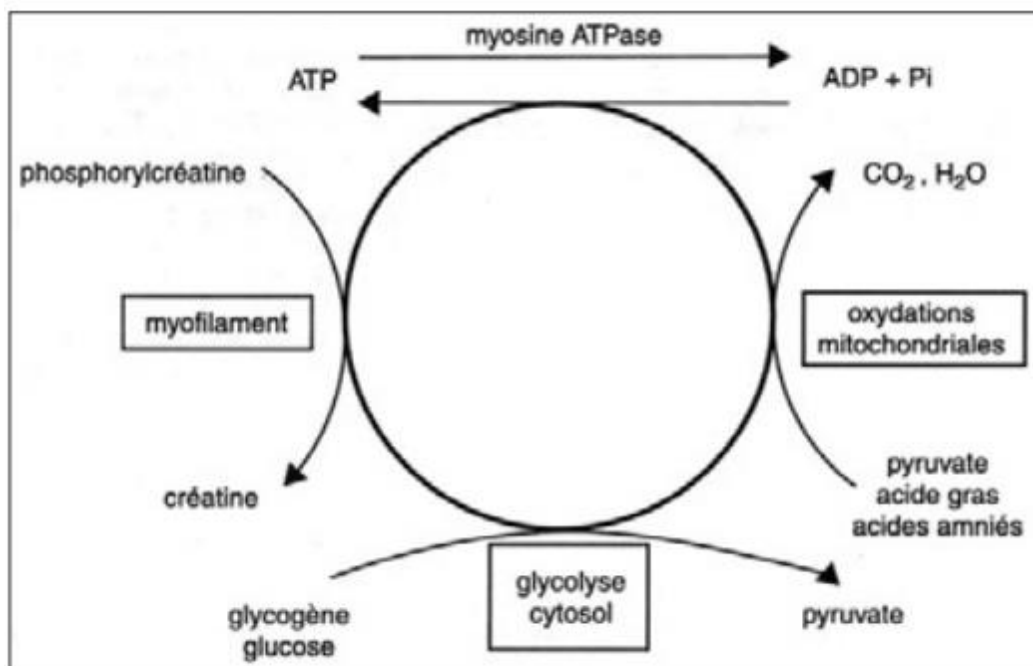 myosine ATPase
ATP
ADP + Pi
phosphorylcréatine
CO₂ , H₂O
myofilament
oxydations
mitochondriales
créatine
pyruvate
acide gras
acides amniés
glycogène
glucose
glycolyse
cytosol
pyruvate